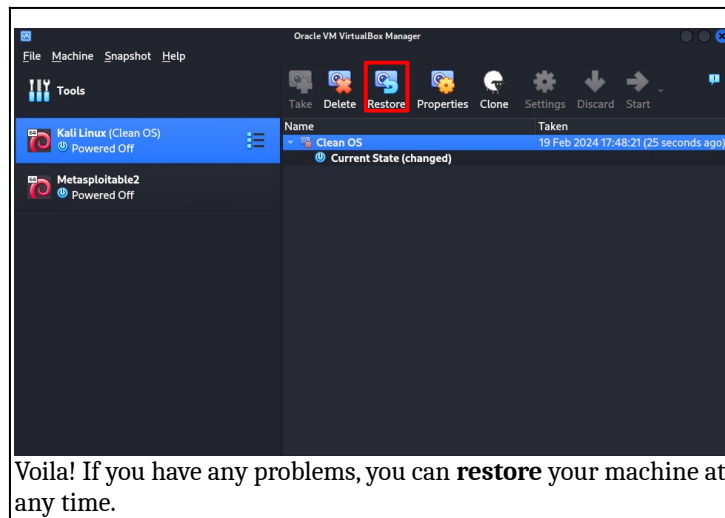 Oracle VM VirtualBox Manager
File Machine Snapshot Help
Tools
Take Delete Restore Properties Clone Settings Discard Start
Name Taken
Kali Linux (Clean OS)
Powered Off
Clean OS 19 Feb 2024 17:48:21 (25 seconds ago)
Current State (changed)
Metasploitable2
Powered Off
Voila! If you have any problems, you can restore your machine at
any time.